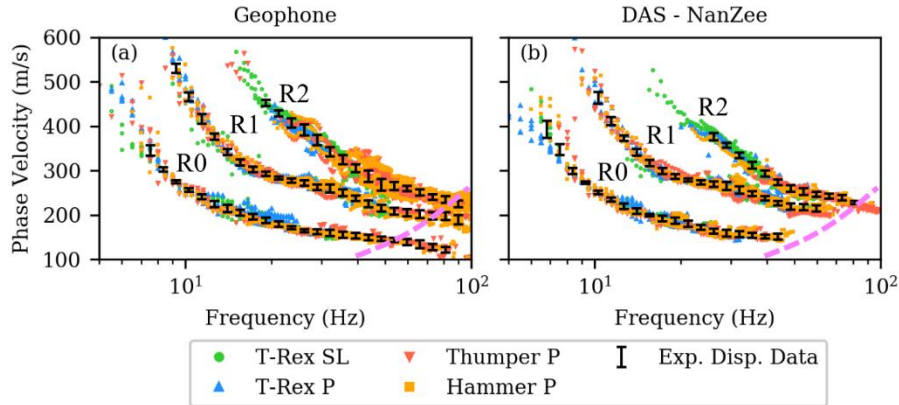 Geophone
DAS - NanZee
Phase Velocity (m/s)
600
500
400
300
200
100
(a)
R2
R1
R0
10¹
10²
Frequency (Hz)
(b)
R2
R1
R0
10¹
10²
Frequency (Hz)
T-Rex SL
T-Rex P
Thumper P
Hammer P
Exp. Disp. Data